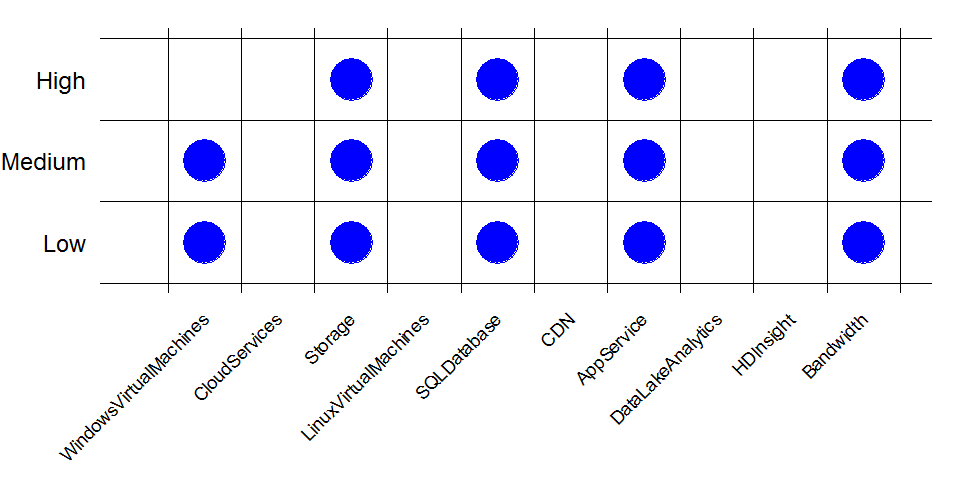 High
Medium
Low
WindowsVirtualMachines
CloudServices
Storage
LinuxVirtualMachines
SQLDatabase
CDN
AppService
DataLakeAnalytics
HDInsight
Bandwidth